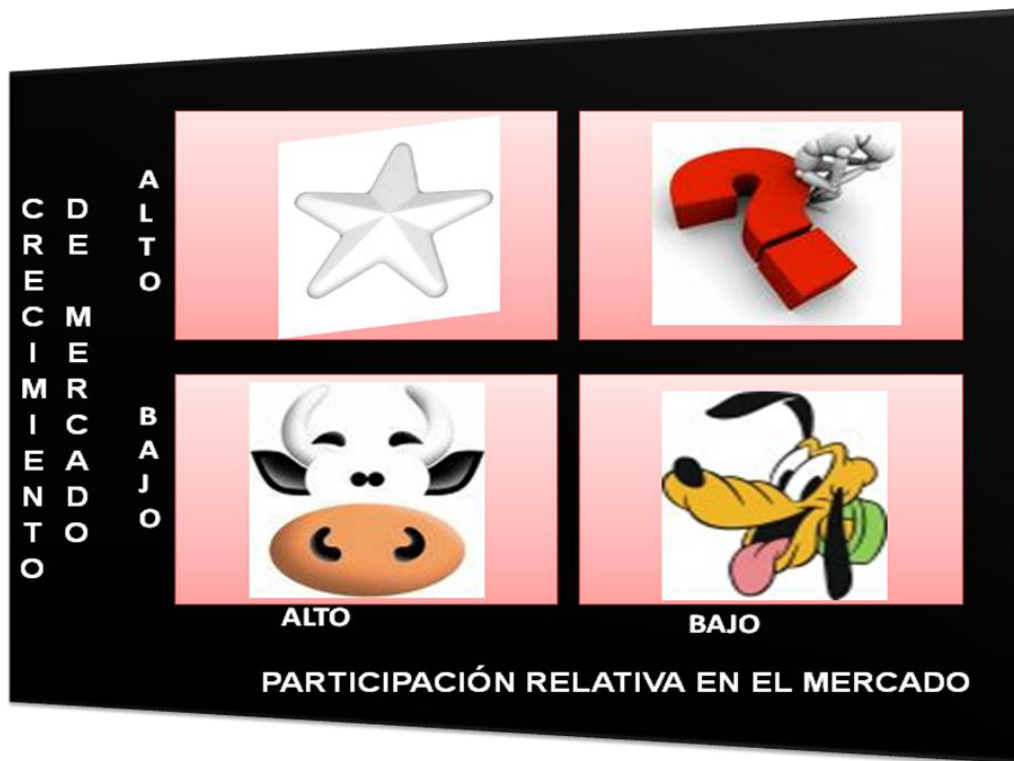 CRECIMIENTO
DE MERCADO
ALTO
BAJO
ALTO
BAJO
PARTICIPACIÓN RELATIVA EN EL MERCADO